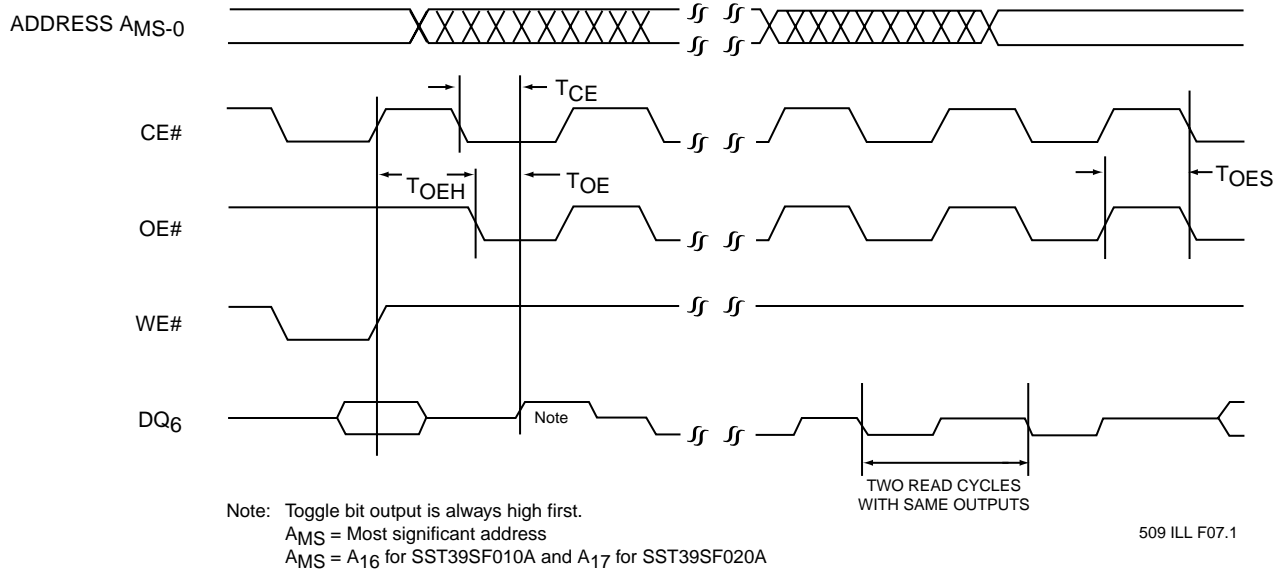 ADDRESS AMS-0
TCE
CE#
TOEH
TOE
TOES
OE#
WE#
DQ6
Note
TWO READ CYCLES
WITH SAME OUTPUTS
Note: Toggle bit output is always high first.
AMS = Most significant address
AMS = A16 for SST39SF010A and A17 for SST39SF020A
509 ILL F07.1